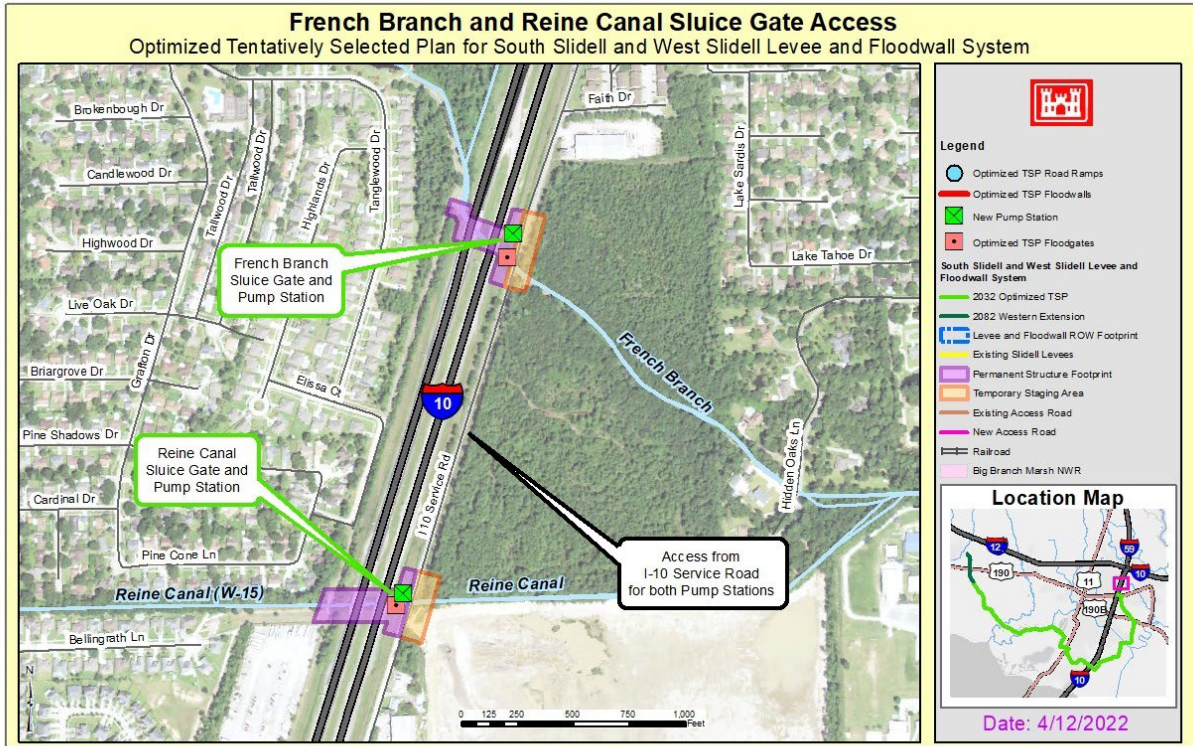 French Branch and Reine Canal Sluice Gate Access
Optimized Tentatively Selected Plan for South Slidell and West Slidell Levee and Floodwall System
Brokenbough Dr
Candlewood Dr
Tallwood Dr
Tallwood Dr
Highlands Dr
Tanglewood Dr
Highwood Dr
Live Oak Dr
Grafton Dr
Briargrove Dr
Elissa Ct
Pine Shadows Dr
Cardinal Dr
Pine Cone Ln
Bellingrath Ln
Faith Dr
Lake Sardis Dr
Lake Tahoe Dr
Hidden Oaks Ln
French Branch
Sluice Gate and
Pump Station
French Branch
10
Reine Canal
Sluice Gate and
Pump Station
I 10 Service Rd
Access from
I-10 Service Road
for both Pump Stations
Reine Canal (W-15)
Reine Canal
N
0 125 250 500 750 1,000
Feet
Legend
Optimized TSP Road Ramps
Optimized TSP Floodwalls
New Pump Station
Optimized TSP Floodgates
South Slidell and West Slidell Levee and
Floodwall System
2032 Optimized TSP
2082 Western Extension
Levee and Floodwall ROW Footprint
Existing Slidell Levees
Permanent Structure Footprint
Temporary Staging Area
Existing Access Road
New Access Road
Railroad
Big Branch Marsh NWR
Location Map
12
59
190
11
10
190B
10
Date: 4/12/2022